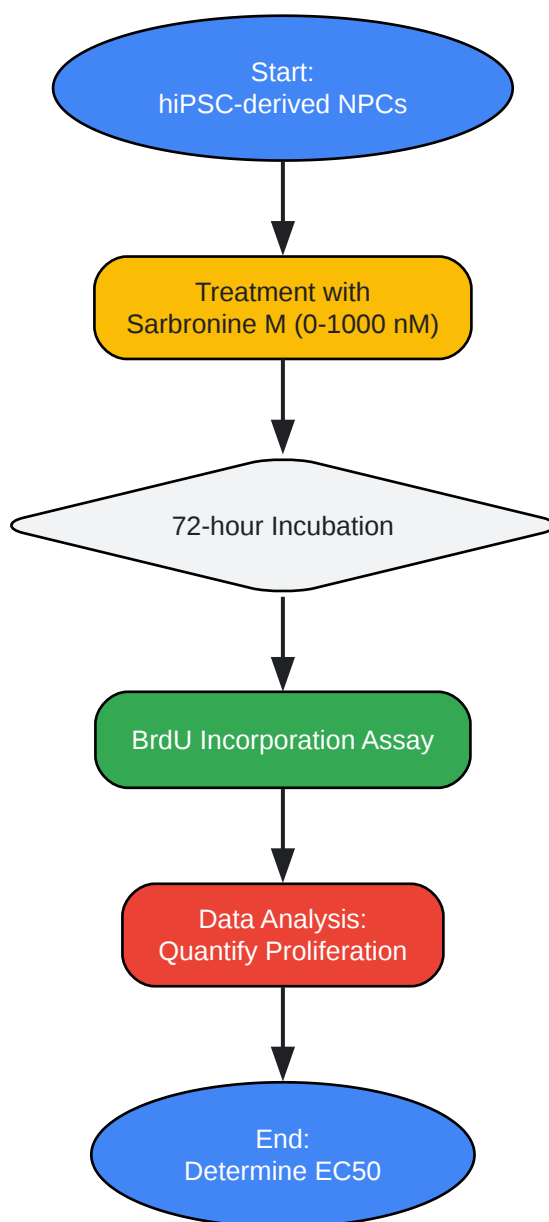 Start:
hiPSC-derived NPCs
Treatment with
Sarbronine M (0-1000 nM)
72-hour Incubation
BrdU Incorporation Assay
Data Analysis:
Quantify Proliferation
End:
Determine EC50